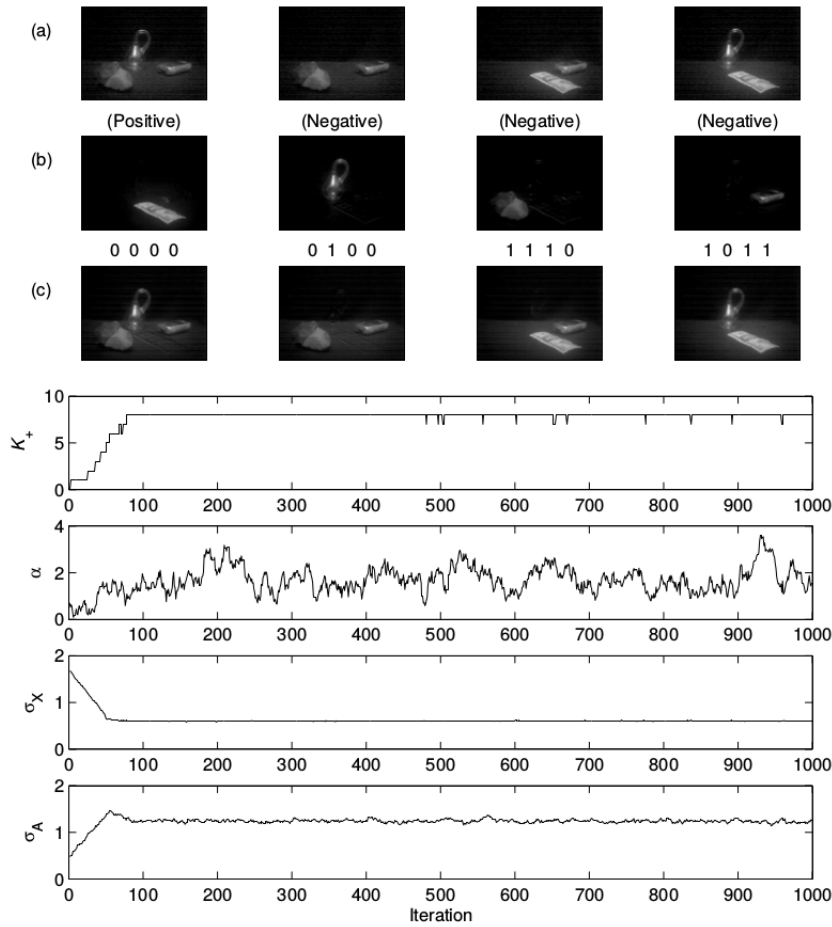 (a)
(Positive) (Negative) (Negative) (Negative)
(b)
0 0 0 0 0 1 0 0 1 1 1 0 1 0 1 1
(c)
10
5
0
K+
0 100 200 300 400 500 600 700 800 900 1000
4
2
0
α
0 100 200 300 400 500 600 700 800 900 1000
2
1
0
σX
0 100 200 300 400 500 600 700 800 900 1000
2
1
0
σA
0 100 200 300 400 500 600 700 800 900 1000
Iteration